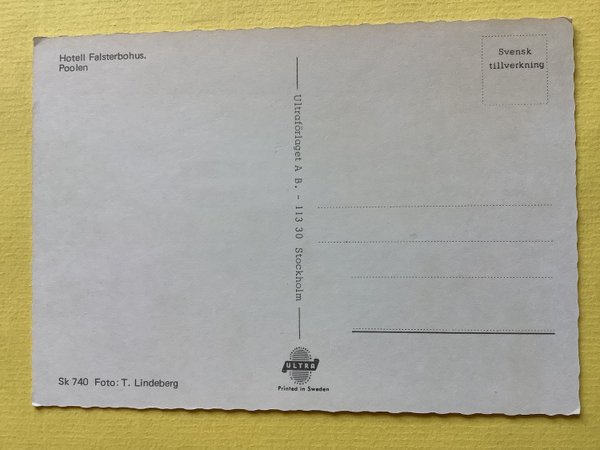 Hotell Falsterbohus.
Poolen
Svensk
tillverkning
Ultraförlaget A B. - 113 30 Stockholm
Sk 740 Foto: T. Lindeberg
ULTRA
Printed in Sweden